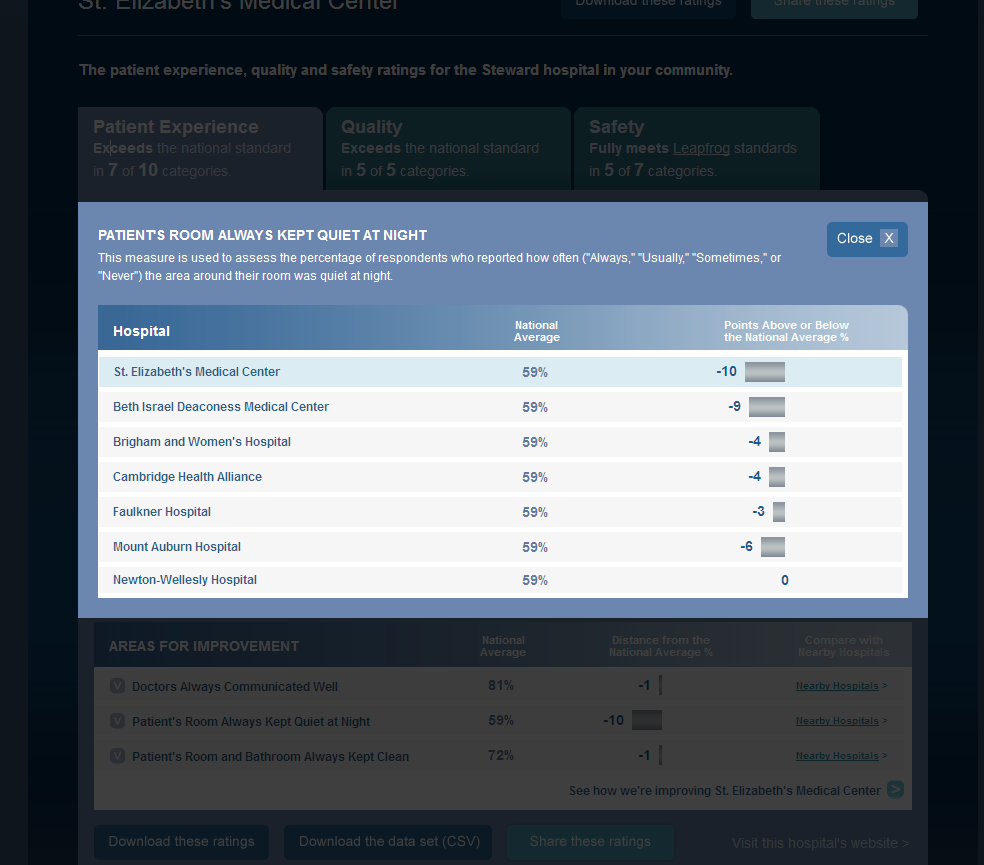 St. Elizabeth's Medical Center
Download these ratings
Share these ratings
The patient experience, quality and safety ratings for the Steward hospital in your community.
Patient Experience
Exceeds the national standard
in 7 of 10 categories.
Quality
Exceeds the national standard
in 5 of 5 categories.
Safety
Fully meets Leapfrog standards
in 5 of 7 categories.
PATIENT'S ROOM ALWAYS KEPT QUIET AT NIGHT
Close X
This measure is used to assess the percentage of respondents who reported how often ("Always," "Usually," "Sometimes," or
"Never") the area around their room was quiet at night.
Hospital
National
Average
Points Above or Below
the National Average %
St. Elizabeth's Medical Center 59% -10
Beth Israel Deaconess Medical Center 59% -9
Brigham and Women's Hospital 59% -4
Cambridge Health Alliance 59% -4
Faulkner Hospital 59% -3
Mount Auburn Hospital 59% -6
Newton-Wellesly Hospital 59% 0
AREAS FOR IMPROVEMENT
National
Average
Distance from the
National Average %
Compare with
Nearby Hospitals
V Doctors Always Communicated Well 81% -1 Nearby Hospitals >
V Patient's Room Always Kept Quiet at Night 59% -10 Nearby Hospitals >
V Patient's Room and Bathroom Always Kept Clean 72% -1 Nearby Hospitals >
See how we're improving St. Elizabeth's Medical Center >
Download these ratings
Download the data set (CSV)
Share these ratings
Visit this hospital's website >